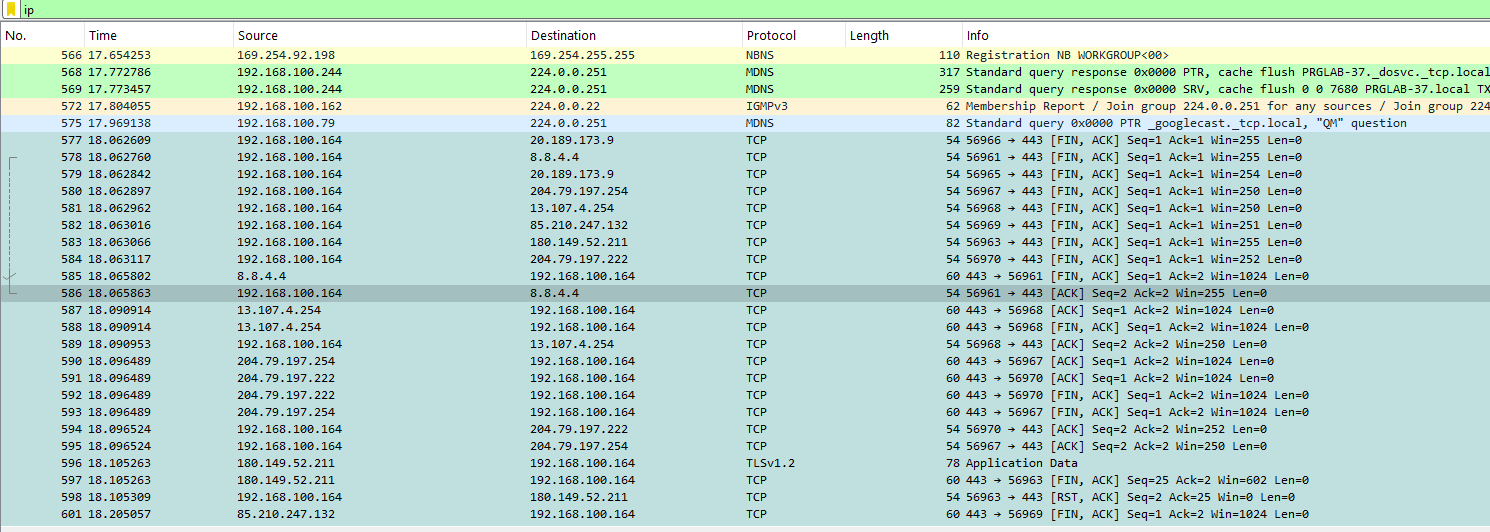 ip
No. Time Source Destination Protocol Length Info
566 17.654253 169.254.92.198 169.254.255.255 NBNS 110 Registration NB WORKGROUP<00>
568 17.772786 192.168.100.244 224.0.0.251 MDNS 317 Standard query response 0x0000 PTR, cache flush PRGLAB-37._dosvc._tcp.local
569 17.773457 192.168.100.244 224.0.0.251 MDNS 259 Standard query response 0x0000 SRV, cache flush 0 0 7680 PRGLAB-37.local TX
572 17.804055 192.168.100.162 224.0.0.22 IGMPv3 62 Membership Report / Join group 224.0.0.251 for any sources / Join group 224
575 17.969138 192.168.100.79 224.0.0.251 MDNS 82 Standard query 0x0000 PTR _googlecast._tcp.local, "QM" question
577 18.062609 192.168.100.164 20.189.173.9 TCP 54 56966 → 443 [FIN, ACK] Seq=1 Ack=1 Win=255 Len=0
578 18.062760 192.168.100.164 8.8.4.4 TCP 54 56961 → 443 [FIN, ACK] Seq=1 Ack=1 Win=255 Len=0
579 18.062842 192.168.100.164 20.189.173.9 TCP 54 56965 → 443 [FIN, ACK] Seq=1 Ack=1 Win=254 Len=0
580 18.062897 192.168.100.164 204.79.197.254 TCP 54 56967 → 443 [FIN, ACK] Seq=1 Ack=1 Win=250 Len=0
581 18.062962 192.168.100.164 13.107.4.254 TCP 54 56968 → 443 [FIN, ACK] Seq=1 Ack=1 Win=250 Len=0
582 18.063016 192.168.100.164 85.210.247.132 TCP 54 56969 → 443 [FIN, ACK] Seq=1 Ack=1 Win=251 Len=0
583 18.063066 192.168.100.164 180.149.52.211 TCP 54 56963 → 443 [FIN, ACK] Seq=1 Ack=1 Win=255 Len=0
584 18.063117 192.168.100.164 204.79.197.222 TCP 54 56970 → 443 [FIN, ACK] Seq=1 Ack=1 Win=252 Len=0
585 18.065802 8.8.4.4 192.168.100.164 TCP 60 443 → 56961 [FIN, ACK] Seq=1 Ack=2 Win=1024 Len=0
586 18.065863 192.168.100.164 8.8.4.4 TCP 54 56961 → 443 [ACK] Seq=2 Ack=2 Win=255 Len=0
587 18.090914 13.107.4.254 192.168.100.164 TCP 60 443 → 56968 [ACK] Seq=1 Ack=2 Win=1024 Len=0
588 18.090914 13.107.4.254 192.168.100.164 TCP 60 443 → 56968 [FIN, ACK] Seq=1 Ack=2 Win=1024 Len=0
589 18.090953 192.168.100.164 13.107.4.254 TCP 54 56968 → 443 [ACK] Seq=2 Ack=2 Win=250 Len=0
590 18.096489 204.79.197.254 192.168.100.164 TCP 60 443 → 56967 [ACK] Seq=1 Ack=2 Win=1024 Len=0
591 18.096489 204.79.197.222 192.168.100.164 TCP 60 443 → 56970 [ACK] Seq=1 Ack=2 Win=1024 Len=0
592 18.096489 204.79.197.222 192.168.100.164 TCP 60 443 → 56970 [FIN, ACK] Seq=1 Ack=2 Win=1024 Len=0
593 18.096489 204.79.197.254 192.168.100.164 TCP 60 443 → 56967 [FIN, ACK] Seq=1 Ack=2 Win=1024 Len=0
594 18.096524 192.168.100.164 204.79.197.222 TCP 54 56970 → 443 [ACK] Seq=2 Ack=2 Win=252 Len=0
595 18.096524 192.168.100.164 204.79.197.254 TCP 54 56967 → 443 [ACK] Seq=2 Ack=2 Win=250 Len=0
596 18.105263 180.149.52.211 192.168.100.164 TLSv1.2 78 Application Data
597 18.105263 180.149.52.211 192.168.100.164 TCP 60 443 → 56963 [FIN, ACK] Seq=25 Ack=2 Win=602 Len=0
598 18.105309 192.168.100.164 180.149.52.211 TCP 54 56963 → 443 [RST, ACK] Seq=2 Ack=25 Win=0 Len=0
601 18.205057 85.210.247.132 192.168.100.164 TCP 60 443 → 56969 [FIN, ACK] Seq=1 Ack=2 Win=1024 Len=0